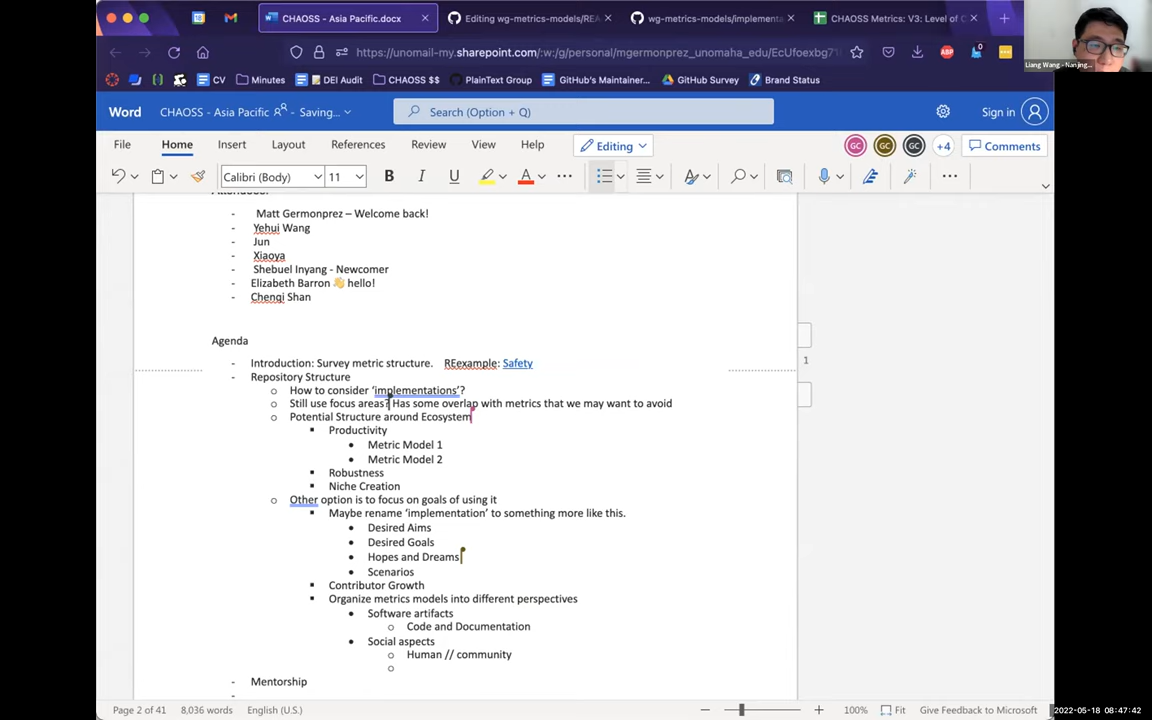 CHAOSS - Asia Pacific.docx
Editing wg-metrics-models/REA
wg-metrics-models/implementa
CHAOSS Metrics: V3: Level of C
https://unomail-my.sharepoint.com/:w:/g/personal/mgermonprez_unomaha_edu/EcUfoexbg7
CV
Minutes
DEI Audit
CHAOSS $$
PlainText Group
GitHub's Maintainer...
GitHub Survey
Brand Status
Liang Wang - Nanjing...
Word
CHAOSS - Asia Pacific
- Saving...
Search (Option + Q)
Sign in
File Home Insert Layout References Review View Help
Editing
GC GC GC +4
Comments
Calibri (Body) 11 B I U A
Attendees:
- Matt Germonprez – Welcome back!
- Yehui Wang
- Jun
- Xiaoya
- Shebuel Inyang - Newcomer
- Elizabeth Barron 👋 hello!
- Chenqi Shan
Agenda
- Introduction: Survey metric structure. REexample: Safety
- Repository Structure
o How to consider ‘implementations’?
o Still use focus areas? Has some overlap with metrics that we may want to avoid
o Potential Structure around Ecosystem
▪ Productivity
• Metric Model 1
• Metric Model 2
▪ Robustness
▪ Niche Creation
o Other option is to focus on goals of using it
▪ Maybe rename ‘implementation’ to something more like this.
• Desired Aims
• Desired Goals
• Hopes and Dreams
• Scenarios
▪ Contributor Growth
▪ Organize metrics models into different perspectives
• Software artifacts
o Code and Documentation
• Social aspects
o Human // community
o
- Mentorship
-
1
Page 2 of 41
8,036 words
English (U.S.)
100%
Fit
Give Feedback to Microsoft
2022-05-18 08:47:42